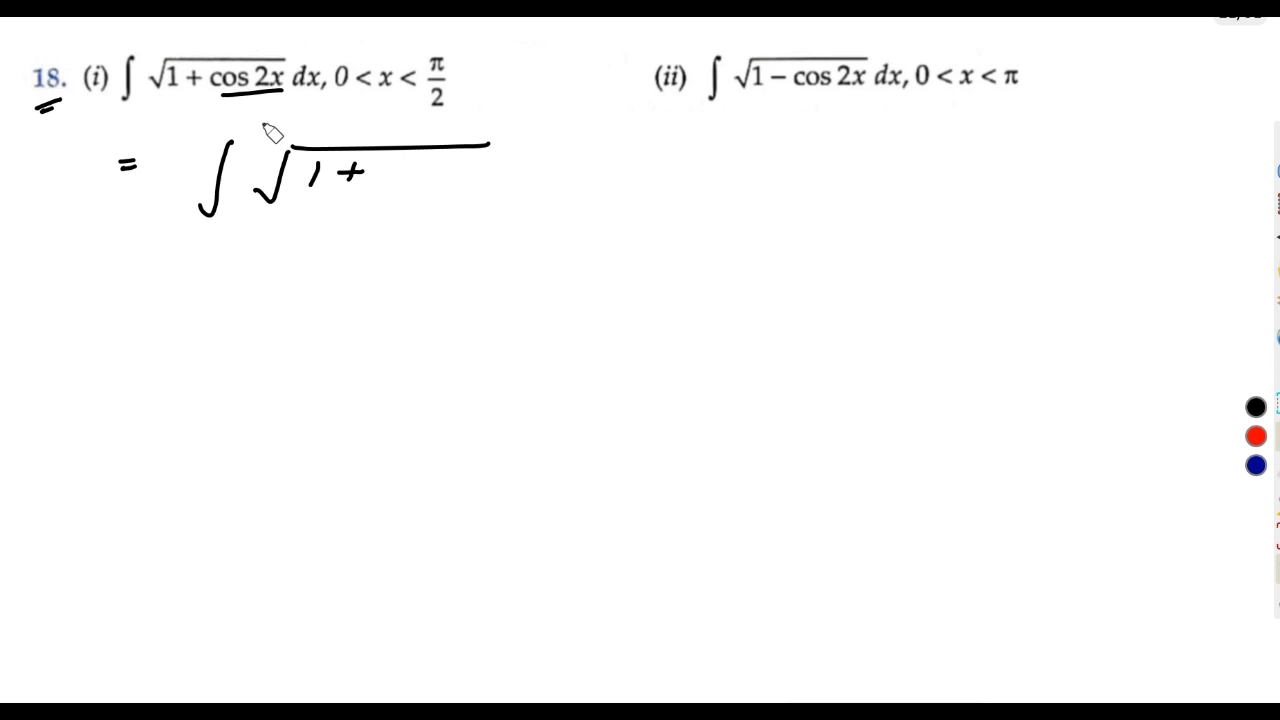 18. (i) ∫ √(1 + cos 2x) dx, 0 < x < π/2
(ii) ∫ √(1 − cos 2x) dx, 0 < x < π
= ∫ √(1 +